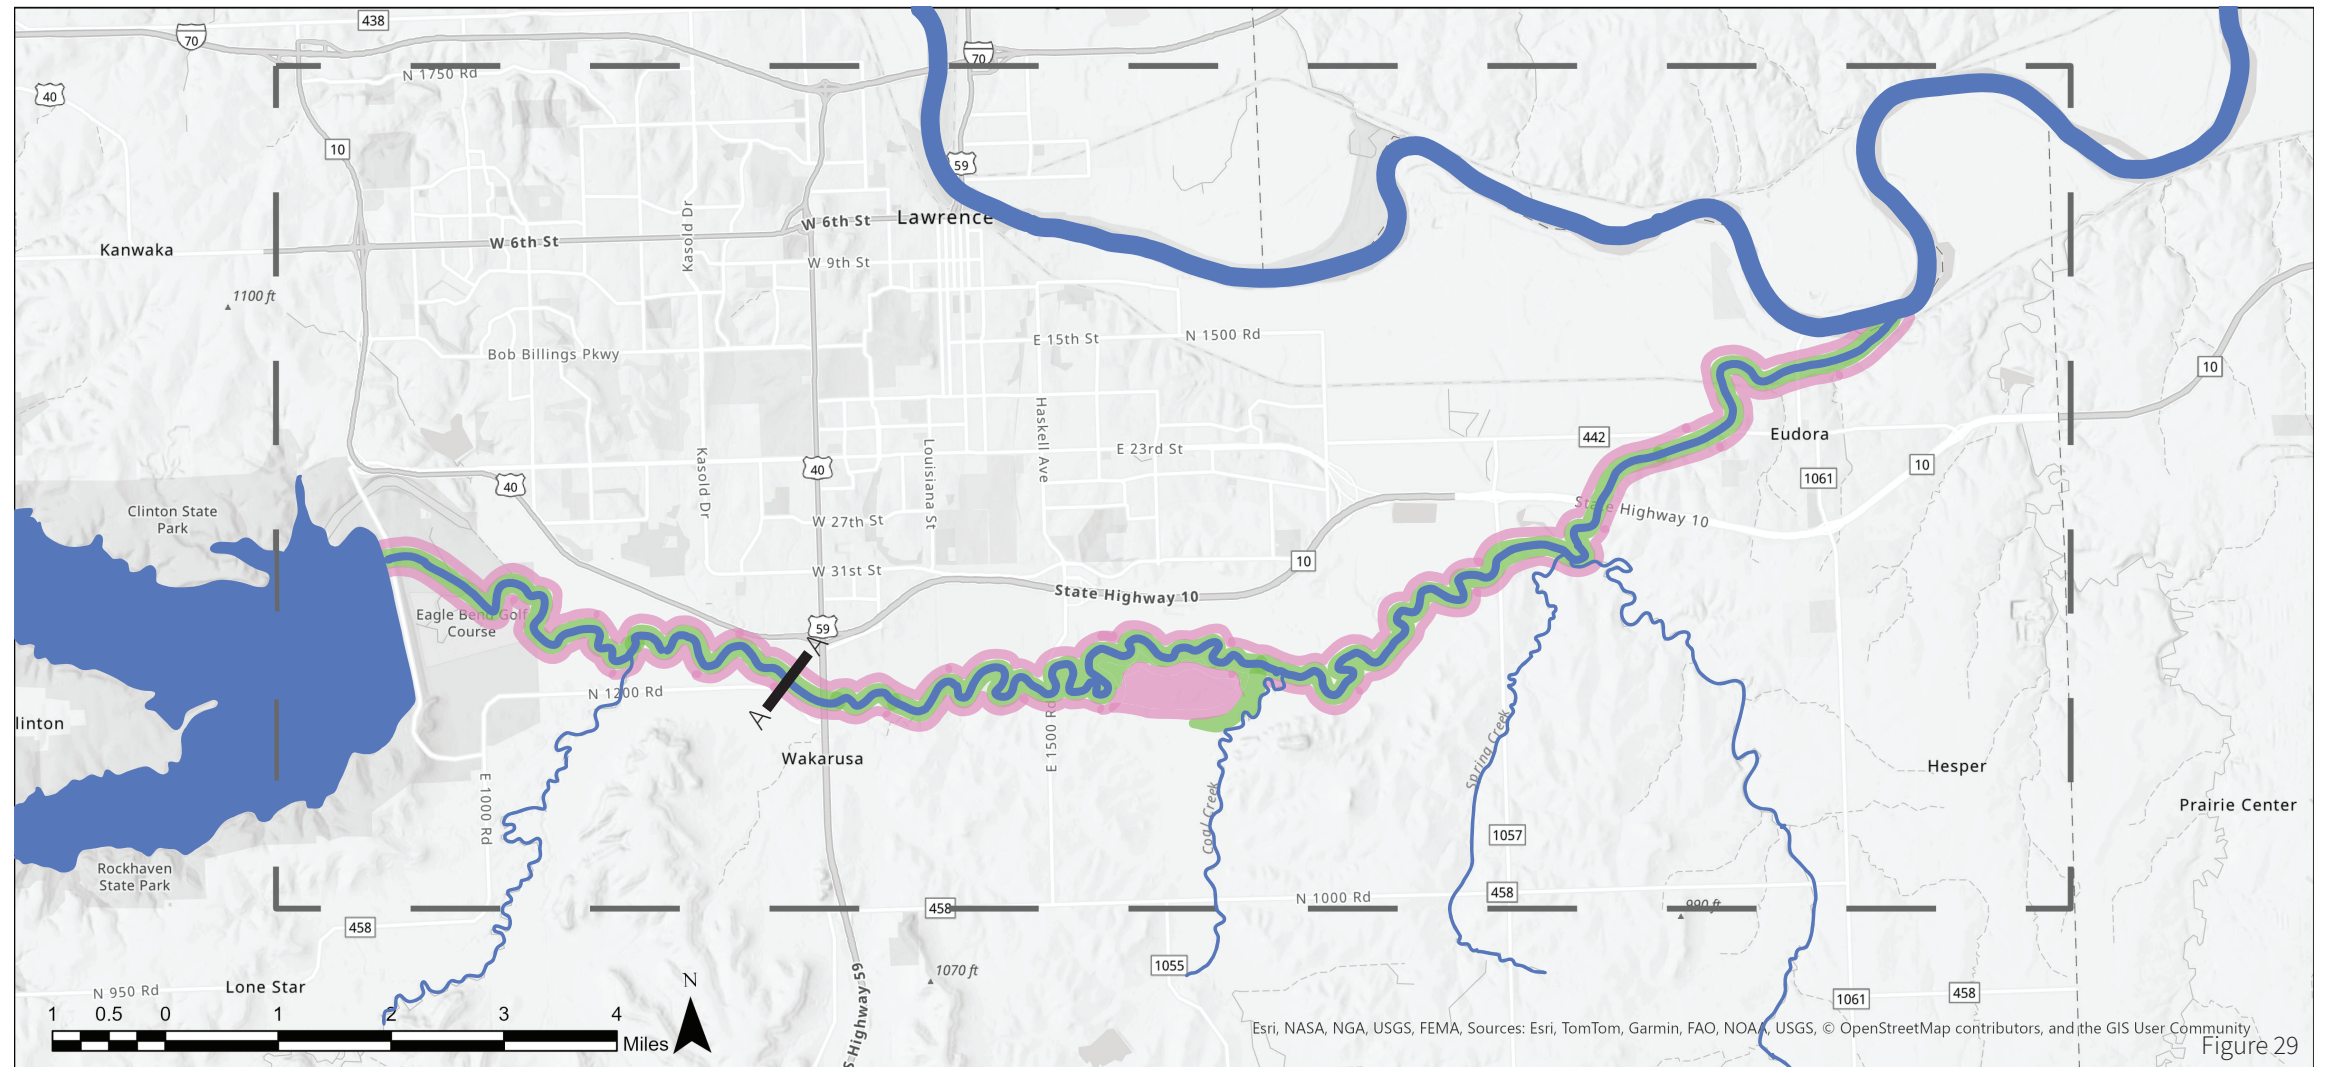 438
70
70
N 1750 Rd
40
10
59
Kasold Dr
W 6th St
Lawrence
W 6th St
Kanwaka
W 9th St
1100 ft
E 15th St
N 1500 Rd
Bob Billings Pkwy
10
Haskell Ave
Louisiana St
Kasold Dr
442
Eudora
E 23rd St
40
40
10
1061
Clinton State
Park
W 27th St
State Highway 10
W 31st St
10
State Highway 10
Eagle Bend Golf
Course
59
A'
N 1200 Rd
A
linton
E 1500 Rd
Wakarusa
Spring Creek
Hesper
E 1000 Rd
Coal Creek
Prairie Center
1057
Rockhaven
State Park
N 1000 Rd
458
458
990 ft
458
1055
1070 ft
Lone Star
N 950 Rd
1061
458
N
S Highway 59
1 0.5 0 1 2 3 4
Miles
Esri, NASA, NGA, USGS, FEMA, Sources: Esri, TomTom, Garmin, FAO, NOAA, USGS, © OpenStreetMap contributors, and the GIS User Community
Figure 29